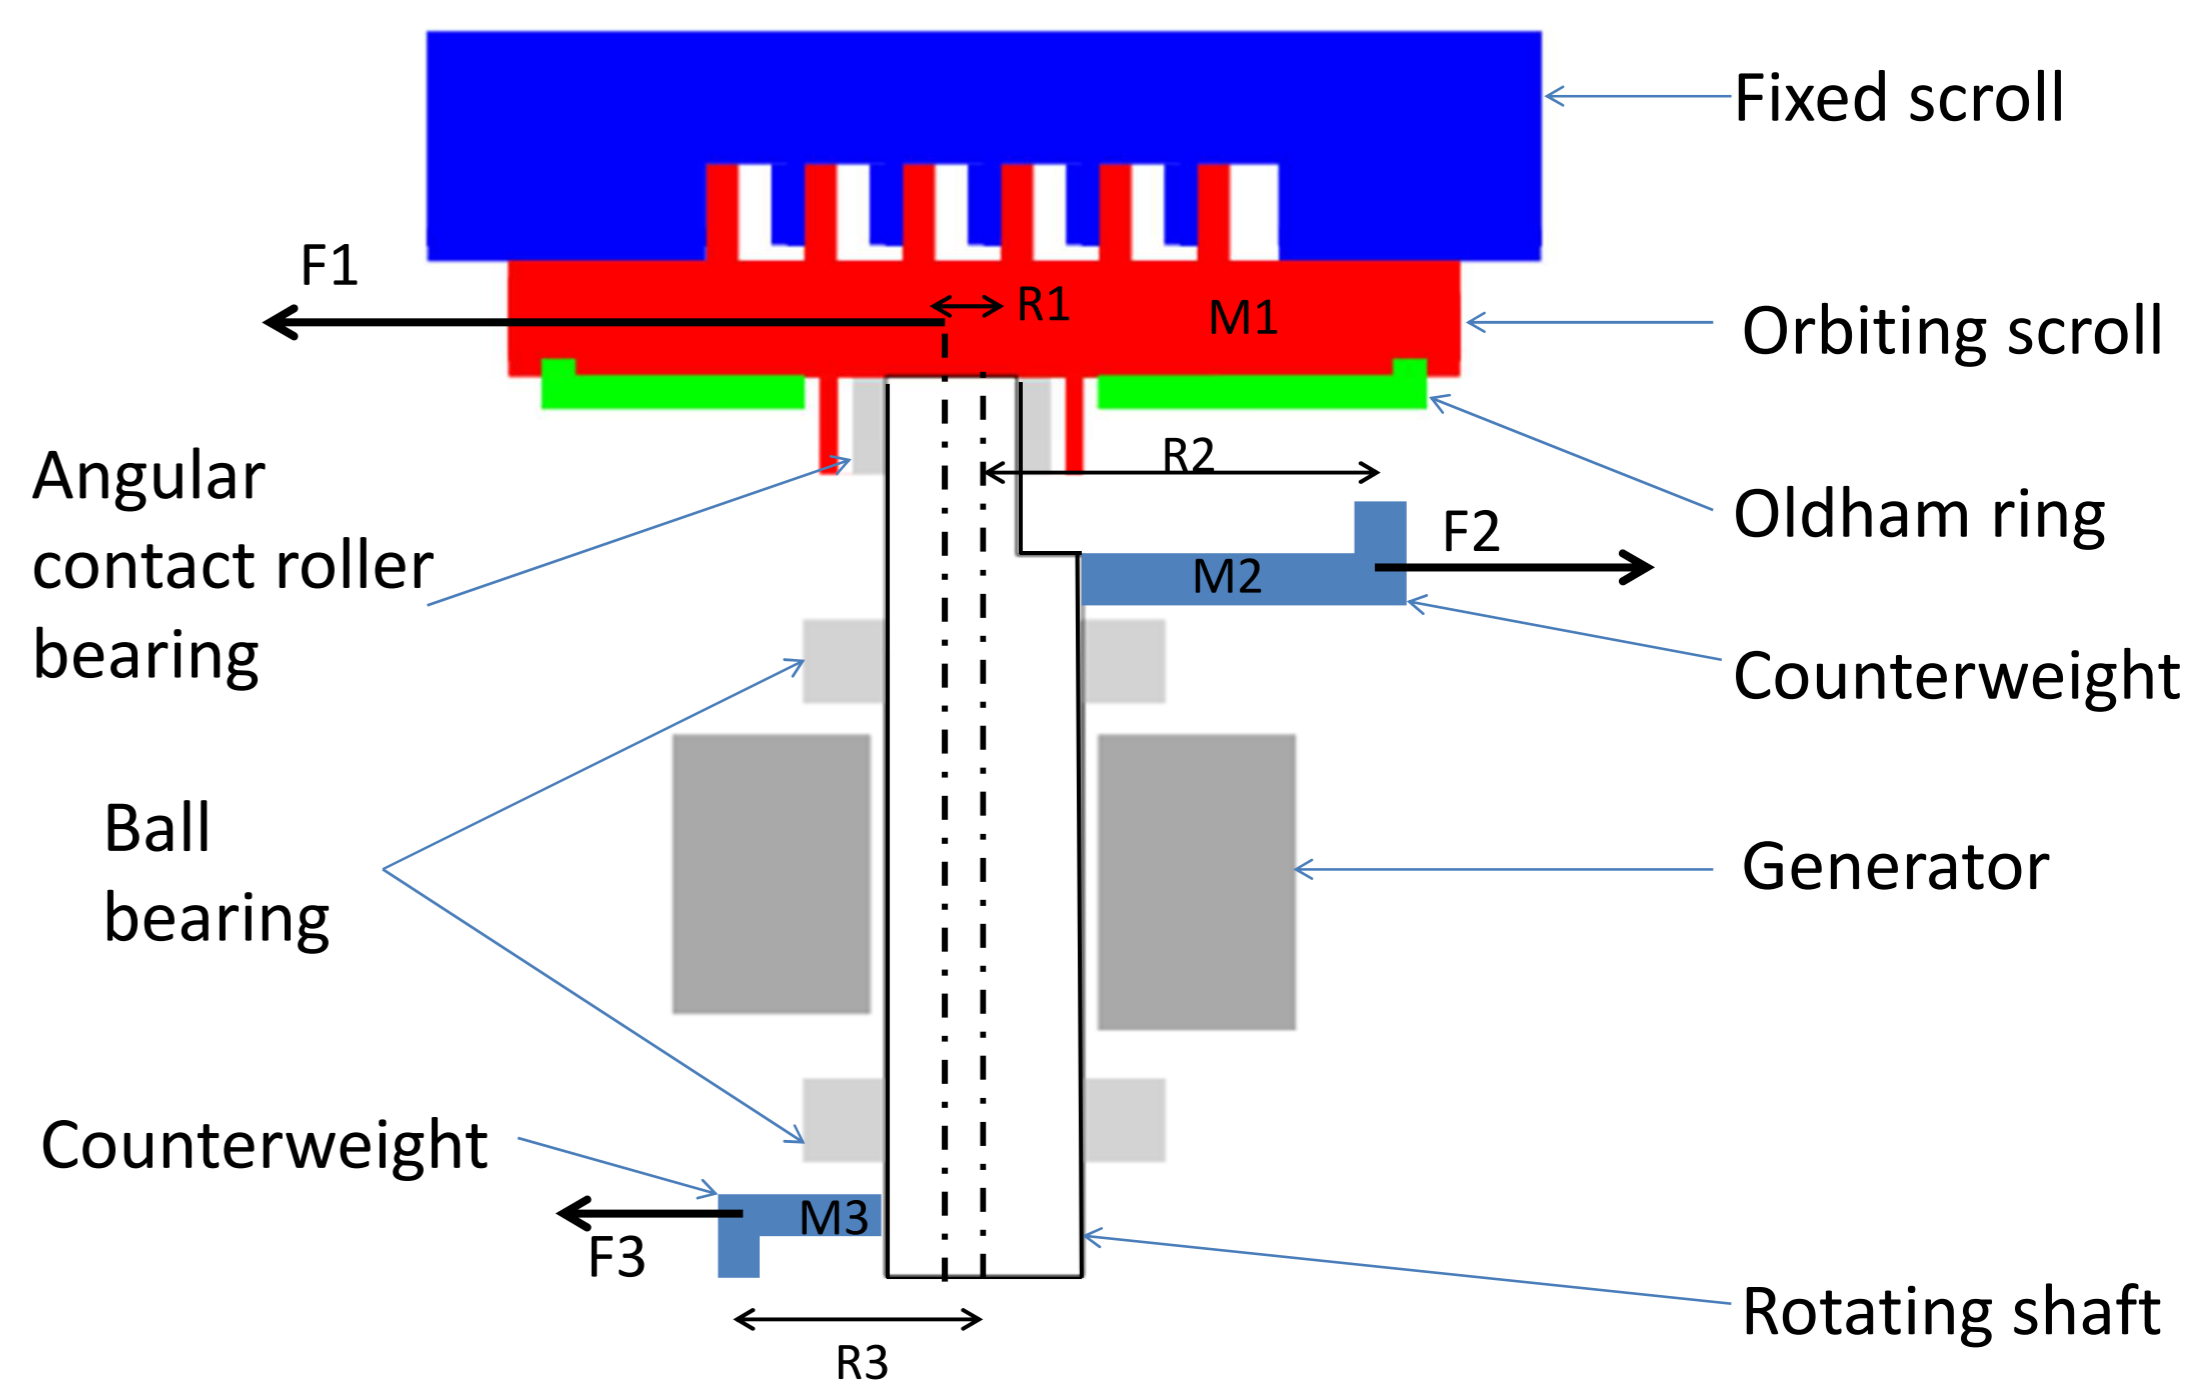 Fixed scroll
F1
R1
M1
Orbiting scroll
R2
Angular
contact roller
bearing
F2
Oldham ring
M2
Counterweight
Ball
bearing
Generator
Counterweight
M3
F3
Rotating shaft
R3